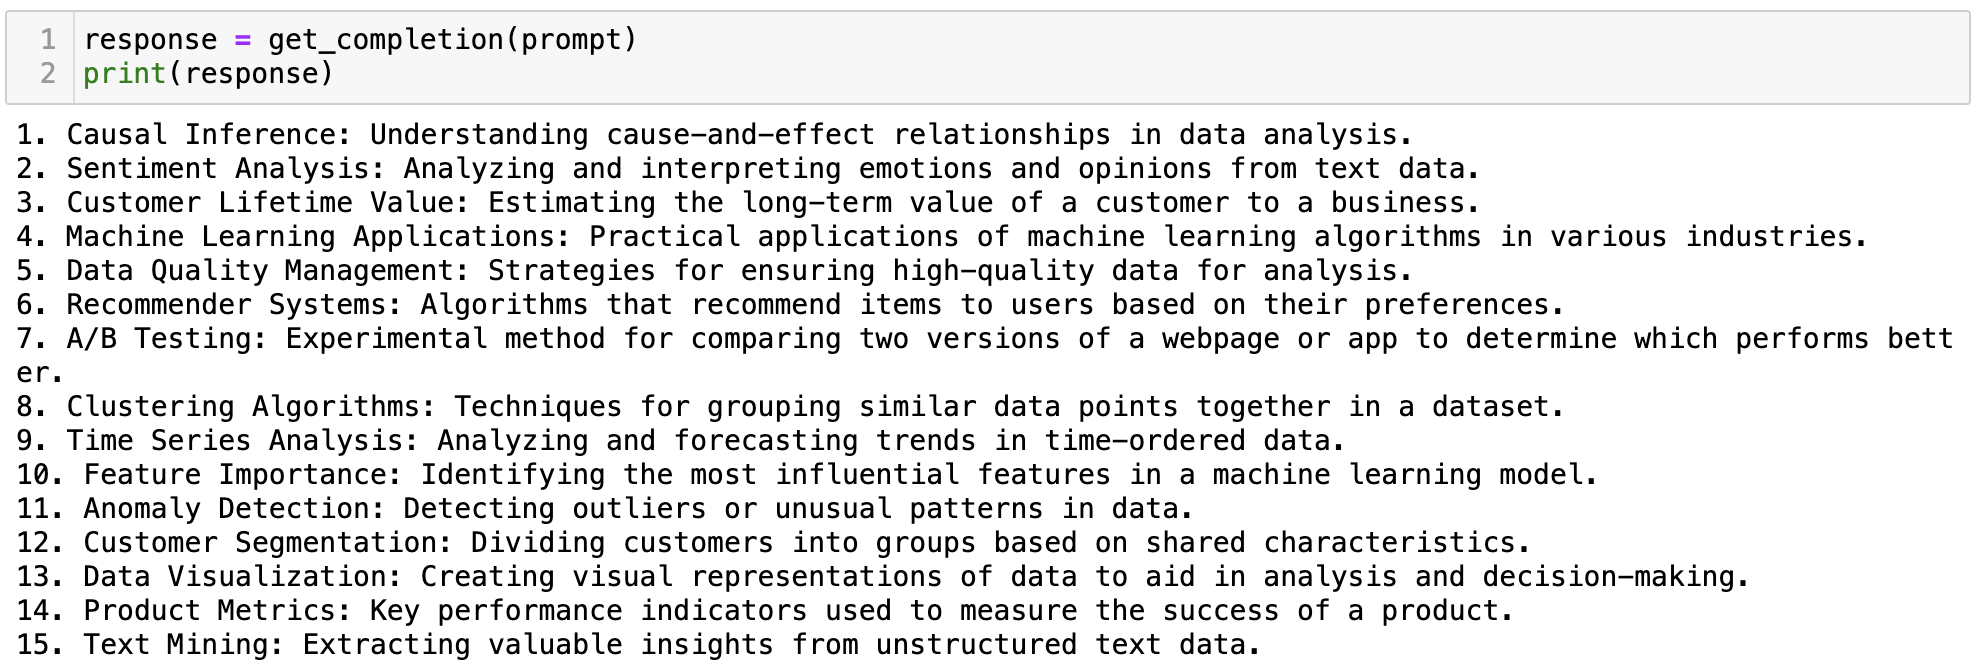 1 response = get_completion(prompt)
2 print(response)
1. Causal Inference: Understanding cause-and-effect relationships in data analysis.
2. Sentiment Analysis: Analyzing and interpreting emotions and opinions from text data.
3. Customer Lifetime Value: Estimating the long-term value of a customer to a business.
4. Machine Learning Applications: Practical applications of machine learning algorithms in various industries.
5. Data Quality Management: Strategies for ensuring high-quality data for analysis.
6. Recommender Systems: Algorithms that recommend items to users based on their preferences.
7. A/B Testing: Experimental method for comparing two versions of a webpage or app to determine which performs bett
er.
8. Clustering Algorithms: Techniques for grouping similar data points together in a dataset.
9. Time Series Analysis: Analyzing and forecasting trends in time-ordered data.
10. Feature Importance: Identifying the most influential features in a machine learning model.
11. Anomaly Detection: Detecting outliers or unusual patterns in data.
12. Customer Segmentation: Dividing customers into groups based on shared characteristics.
13. Data Visualization: Creating visual representations of data to aid in analysis and decision-making.
14. Product Metrics: Key performance indicators used to measure the success of a product.
15. Text Mining: Extracting valuable insights from unstructured text data.